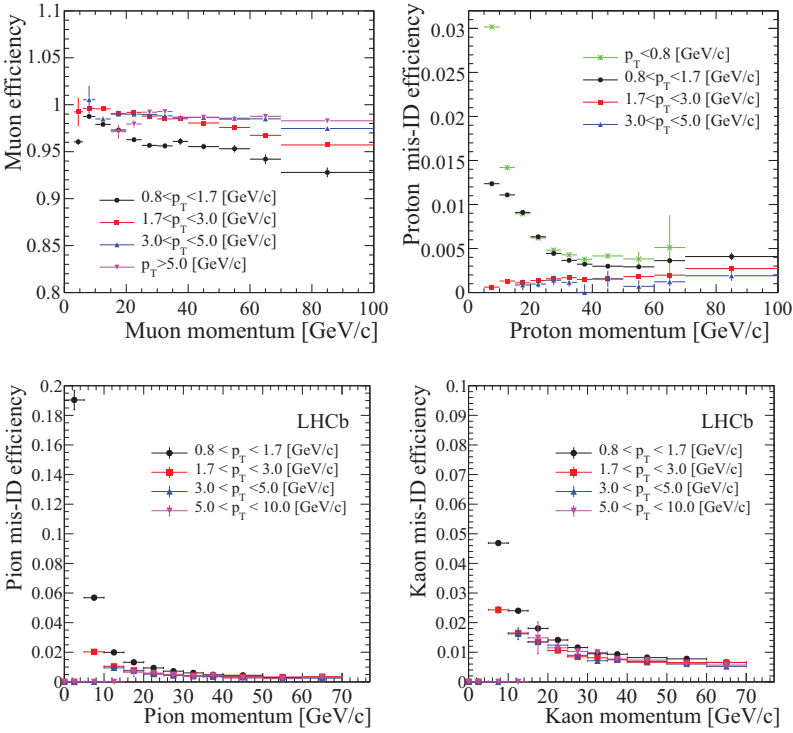 Muon efficiency
1.1
1.05
1
0.95
0.9
0.85
0.8
0.8<pT<1.7 [GeV/c]
1.7<pT<3.0 [GeV/c]
3.0<pT<5.0 [GeV/c]
pT>5.0 [GeV/c]
0 20 40 60 80 100
Muon momentum [GeV/c]
Proton mis-ID efficiency
0.03
0.025
0.02
0.015
0.01
0.005
0
pT<0.8 [GeV/c]
0.8<pT<1.7 [GeV/c]
1.7<pT<3.0 [GeV/c]
3.0<pT<5.0 [GeV/c]
0 20 40 60 80 100
Proton momentum [GeV/c]
Pion mis-ID efficiency
0.2
0.18
0.16
0.14
0.12
0.1
0.08
0.06
0.04
0.02
0
LHCb
0.8 < pT < 1.7 [GeV/c]
1.7 < pT < 3.0 [GeV/c]
3.0 < pT <5.0 [GeV/c]
5.0 < pT < 10.0 [GeV/c]
0 10 20 30 40 50 60 70
Pion momentum [GeV/c]
Kaon mis-ID efficiency
0.1
0.09
0.08
0.07
0.06
0.05
0.04
0.03
0.02
0.01
0
LHCb
0.8 < pT < 1.7 [GeV/c]
1.7 < pT < 3.0 [GeV/c]
3.0 < pT <5.0 [GeV/c]
5.0 < pT < 10.0 [GeV/c]
0 10 20 30 40 50 60 70
Kaon momentum [GeV/c]